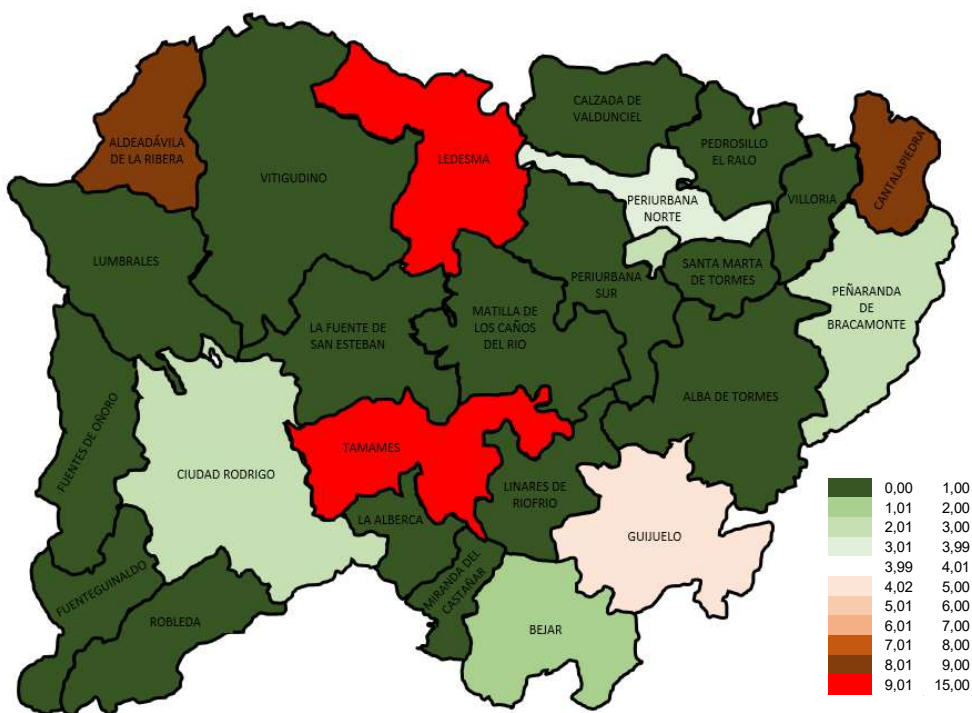 CALZADA DE
VALDUNCIEL
ALDEADÁVILA
DE LA RIBERA
PEDROSILLO
EL RALO
LEDESMA
CANTALAPIEDRA
VITIGUDINO
PERIURBANA
NORTE
VILLORIA
LUMBRALES
PERIURBANA
SUR
SANTA MARTA
DE TORMES
PEÑARANDA
DE
BRACAMONTE
LA FUENTE DE
SAN ESTEBAN
MATILLA DE
LOS CAÑOS
DEL RIO
ALBA DE TORMES
FUENTES DE OÑORO
TAMAMES
CIUDAD RODRIGO
LINARES DE
RIOFRIO
LA ALBERCA
GUIJUELO
FUENTEGUINALDO
MIRANDA DEL
CASTAÑAR
ROBLEDA
BEJAR
0,00 1,00
1,01 2,00
2,01 3,00
3,01 3,99
3,99 4,01
4,02 5,00
5,01 6,00
6,01 7,00
7,01 8,00
8,01 9,00
9,01 15,00